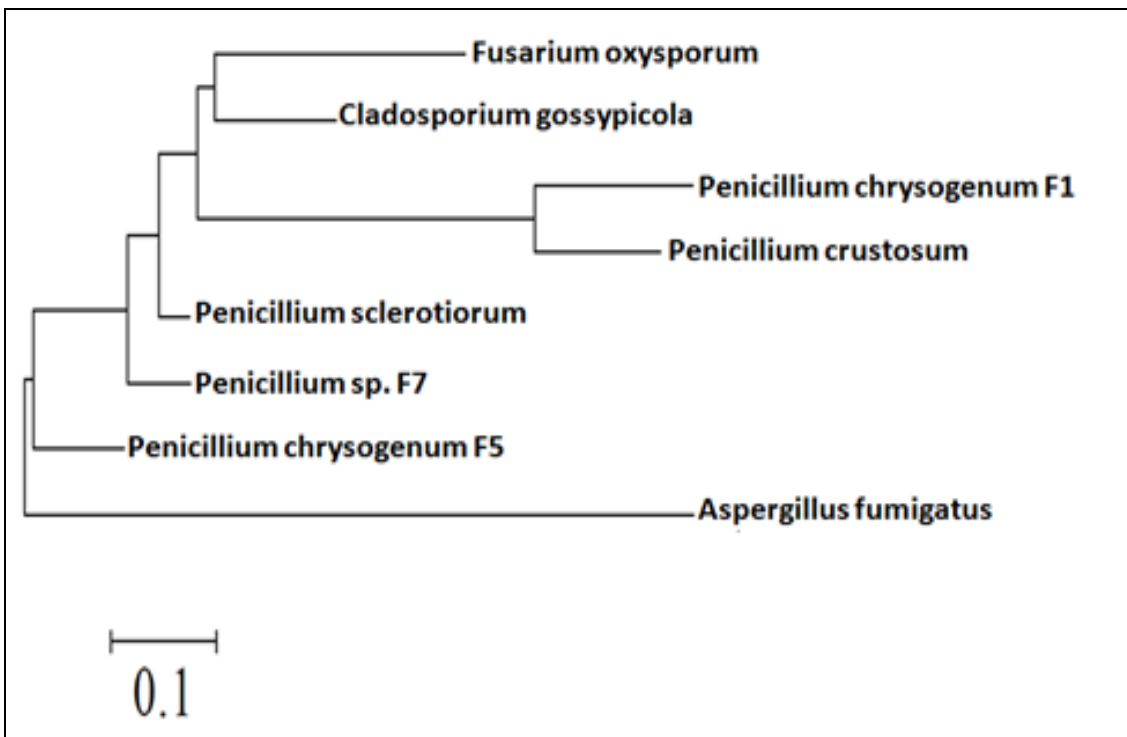 Fusarium oxysporum
Cladosporium gossypicola
Penicillium chrysogenum F1
Penicillium crustosum
Penicillium sclerotiorum
Penicillium sp. F7
Penicillium chrysogenum F5
Aspergillus fumigatus
0.1